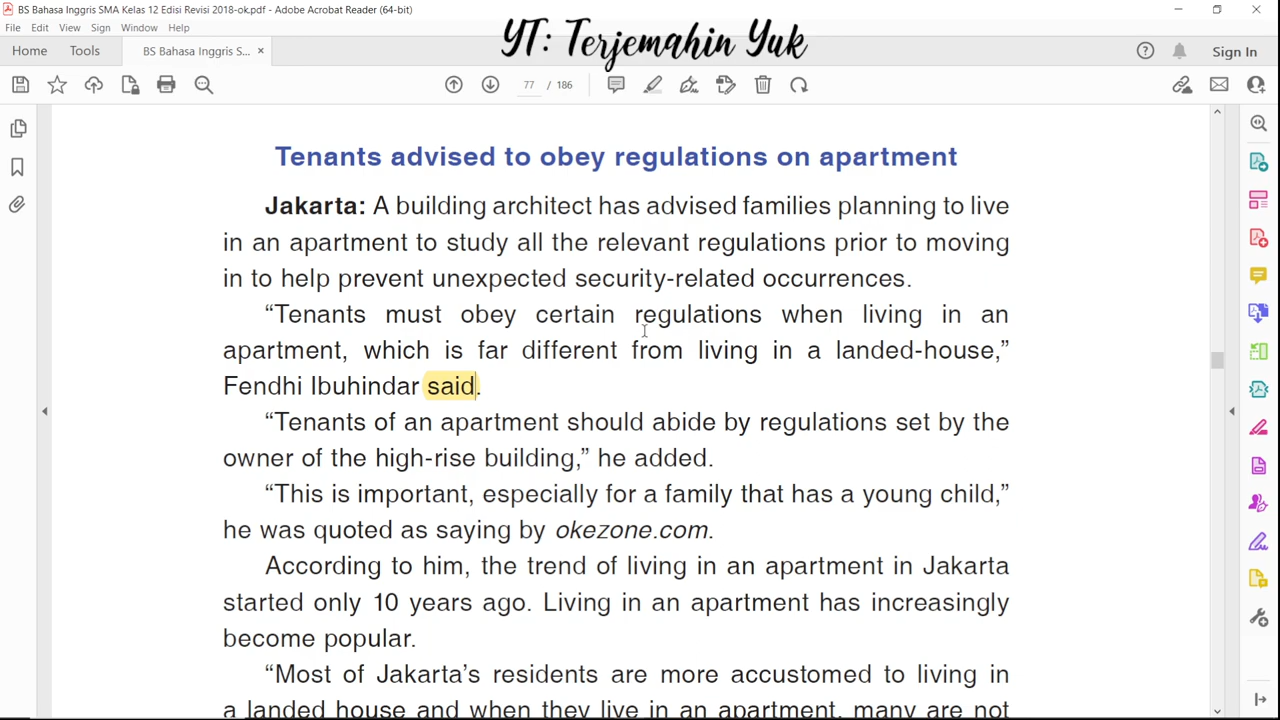 BS Bahasa Inggris SMA Kelas 12 Edisi Revisi 2018-ok.pdf - Adobe Acrobat Reader (64-bit)
File Edit View Sign Window Help
YT: Terjemahin Yuk
Home Tools BS Bahasa Inggris S... × Sign In
77 / 186
Tenants advised to obey regulations on apartment
Jakarta: A building architect has advised families planning to live
in an apartment to study all the relevant regulations prior to moving
in to help prevent unexpected security-related occurrences.
“Tenants must obey certain regulations when living in an
apartment, which is far different from living in a landed-house,”
Fendhi Ibuhindar said.
“Tenants of an apartment should abide by regulations set by the
owner of the high-rise building,” he added.
“This is important, especially for a family that has a young child,”
he was quoted as saying by okezone.com.
According to him, the trend of living in an apartment in Jakarta
started only 10 years ago. Living in an apartment has increasingly
become popular.
“Most of Jakarta’s residents are more accustomed to living in
a landed house and when they live in an apartment, many are not